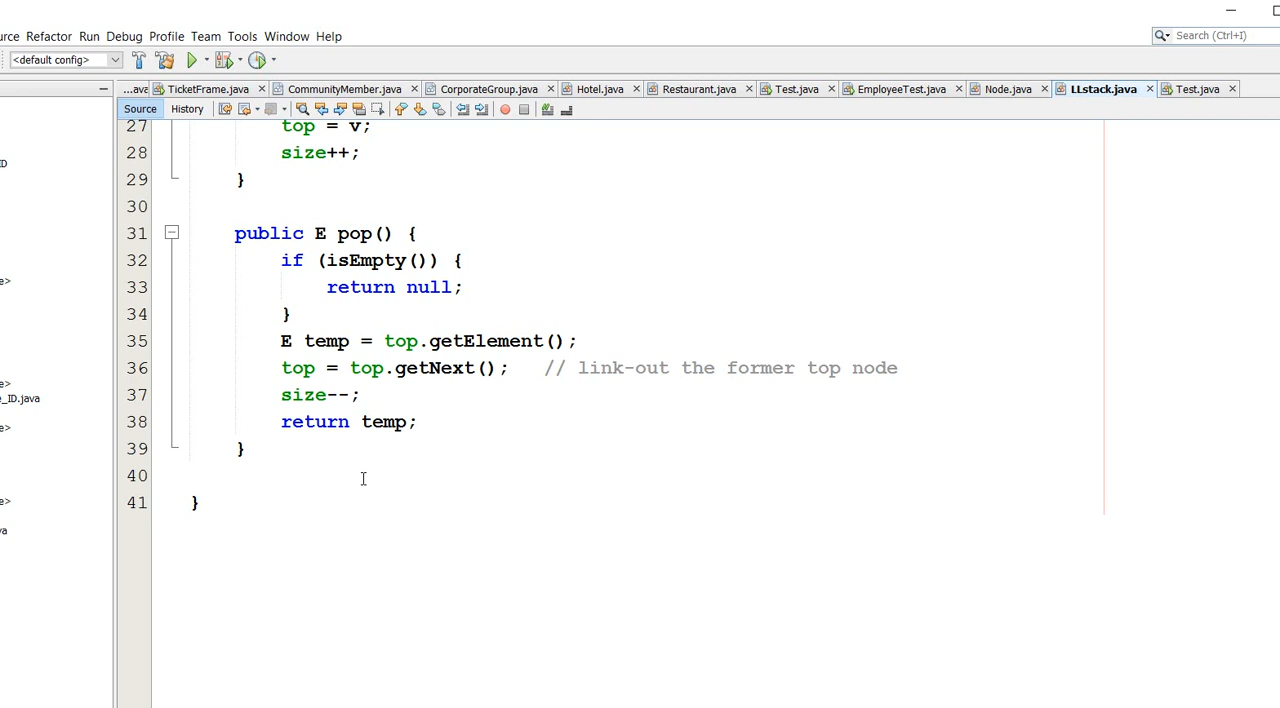 urce Refactor Run Debug Profile Team Tools Window Help
Search (Ctrl+I)
<default config>
...ava TicketFrame.java CommunityMember.java CorporateGroup.java Hotel.java Restaurant.java Test.java EmployeeTest.java Node.java LLstack.java Test.java
Source History
27 top = v;
28 size++;
29 }
30
31 public E pop() {
32 if (isEmpty()) {
33 return null;
34 }
35 E temp = top.getElement();
36 top = top.getNext(); // link-out the former top node
37 size--;
38 return temp;
39 }
40
41 }
ID
e>
e>
e_ID.java
e>
e>
va